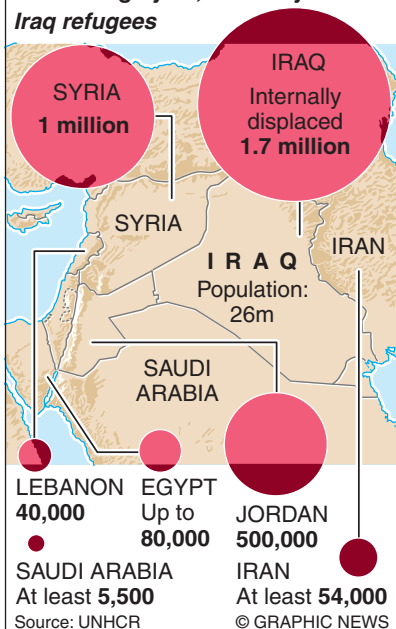 Iraq refugees
SYRIA
1 million
IRAQ
Internally
displaced
1.7 million
SYRIA
IRAQ
Population:
26m
IRAN
SAUDI
ARABIA
LEBANON
40,000
EGYPT
Up to
80,000
JORDAN
500,000
SAUDI ARABIA
At least 5,500
IRAN
At least 54,000
Source: UNHCR
© GRAPHIC NEWS